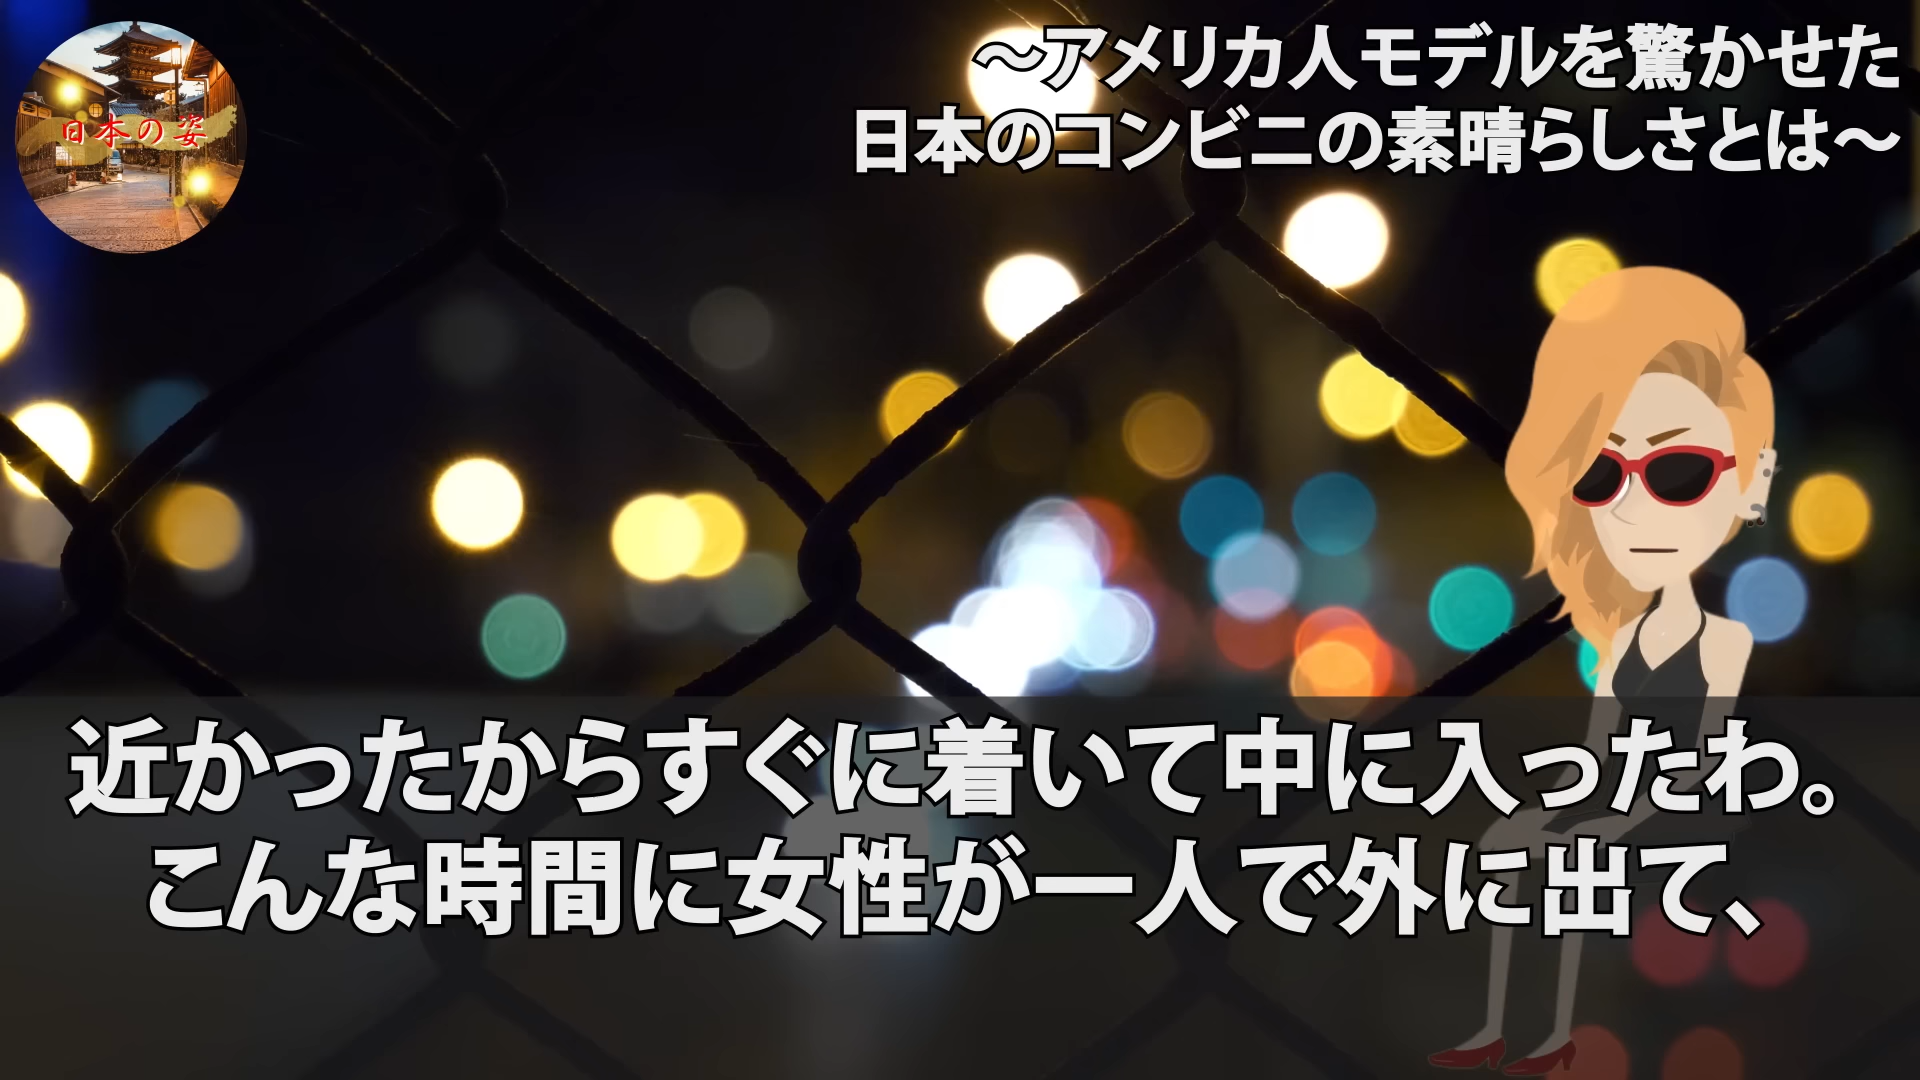 日本の姿
〜アメリカ人モデルを驚かせた
日本のコンビニの素晴らしさとは〜
近かったからすぐに着いて中に入ったわ。
こんな時間に女性が一人で外に出て、